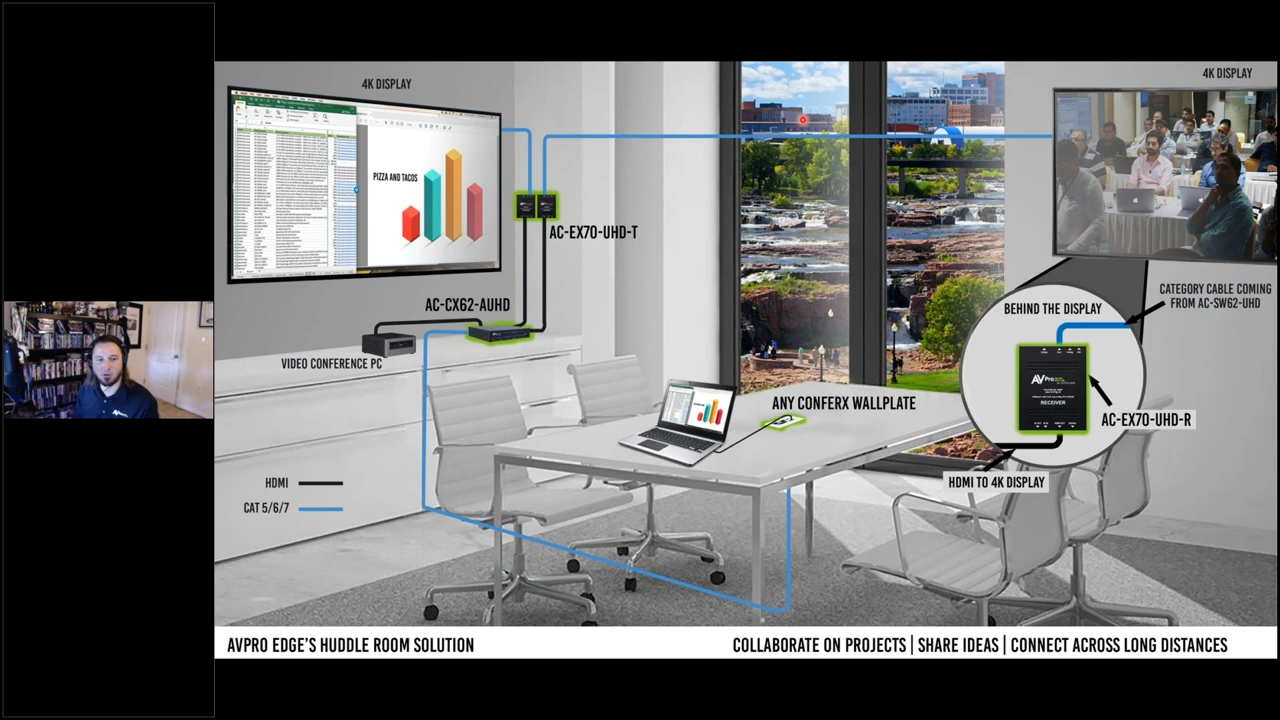 4K DISPLAY
4K DISPLAY
PIZZA AND TACOS
AC-EX70-UHD-T
AC-CX62-AUHD
VIDEO CONFERENCE PC
CATEGORY CABLE COMING
FROM AC-SW62-UHD
BEHIND THE DISPLAY
AVPro
RECEIVER
AC-EX70-UHD-R
ANY CONFERX WALLPLATE
HDMI TO 4K DISPLAY
HDMI
CAT 5/6/7
AVPRO EDGE'S HUDDLE ROOM SOLUTION
COLLABORATE ON PROJECTS | SHARE IDEAS | CONNECT ACROSS LONG DISTANCES